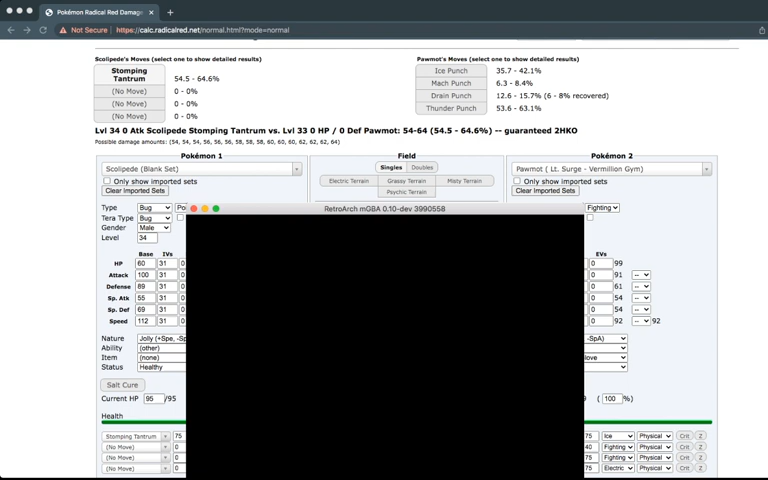 Pokémon Radical Red Damage
Not Secure
https://calc.radicalred.net/normal.html?mode=normal
Scolipede's Moves (select one to show detailed results)
Pawmot's Moves (select one to show detailed results)
Stomping Tantrum 54.5 - 64.6%
(No Move) 0 - 0%
(No Move) 0 - 0%
(No Move) 0 - 0%
Ice Punch 35.7 - 42.1%
Mach Punch 6.3 - 8.4%
Drain Punch 12.6 - 15.7% (6 - 8% recovered)
Thunder Punch 53.6 - 63.1%
Lvl 34 0 Atk Scolipede Stomping Tantrum vs. Lvl 33 0 HP / 0 Def Pawmot: 54-64 (54.5 - 64.6%) -- guaranteed 2HKO
Possible damage amounts: (54, 54, 54, 56, 56, 56, 58, 58, 58, 60, 60, 60, 62, 62, 62, 64)
Pokémon 1
Field
Pokémon 2
Scolipede (Blank Set)
Only show imported sets
Clear Imported Sets
Singles Doubles
Electric Terrain Grassy Terrain Misty Terrain
Psychic Terrain
Pawmot ( Lt. Surge - Vermillion Gym)
Only show imported sets
Clear Imported Sets
Type Bug
Tera Type Bug
Gender Male
Level 34
Fighting
RetroArch mGBA 0.10-dev 3990558
Base IVs
HP 60 31 0
Attack 100 31 0
Defense 89 31 0
Sp. Atk 55 31 0
Sp. Def 69 31 0
Speed 112 31 0
EVs
0 99
0 91 --
0 61 --
0 54 --
0 54 --
0 92 -- 92
Nature Jolly (+Spe, -Sp
Ability (other)
Item (none)
Status Healthy
-SpA)
Salt Cure
Current HP 95 /95
( 100 %)
Health
Stomping Tantrum 75
(No Move) 0
(No Move) 0
(No Move) 0
75 Ice Physical Crit Z
40 Fighting Physical Crit Z
75 Fighting Physical Crit Z
75 Electric Physical Crit Z